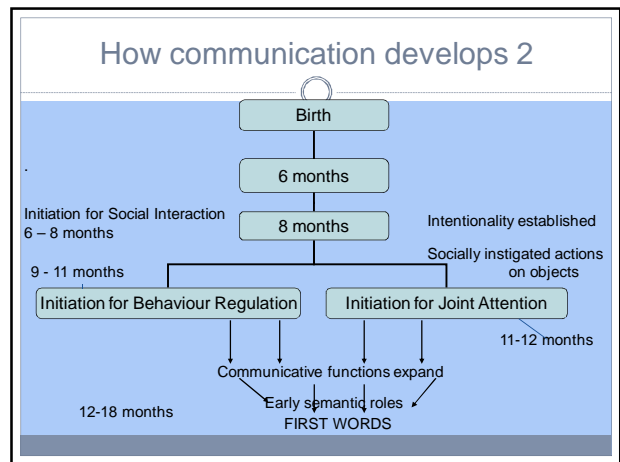 How communication develops 2
Birth
.
6 months
Initiation for Social Interaction
6 – 8 months
8 months
Intentionality established
Socially instigated actions
on objects
9 - 11 months
Initiation for Behaviour Regulation
Initiation for Joint Attention
11-12 months
Communicative functions expand
Early semantic roles
12-18 months
FIRST WORDS